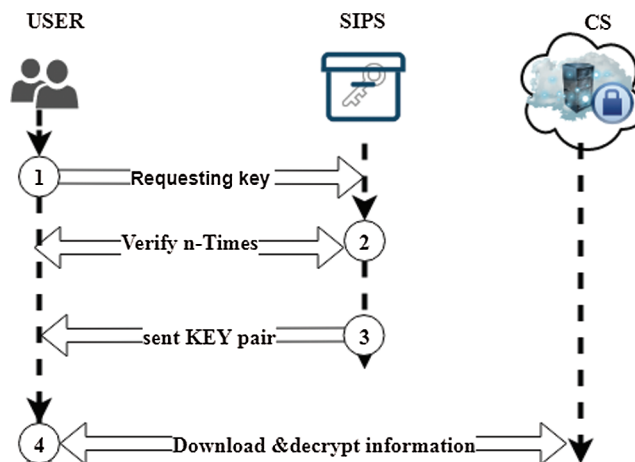 USER SIPS CS
1 Requesting key
Verify n-Times 2
sent KEY pair 3
4 Download &decrypt information